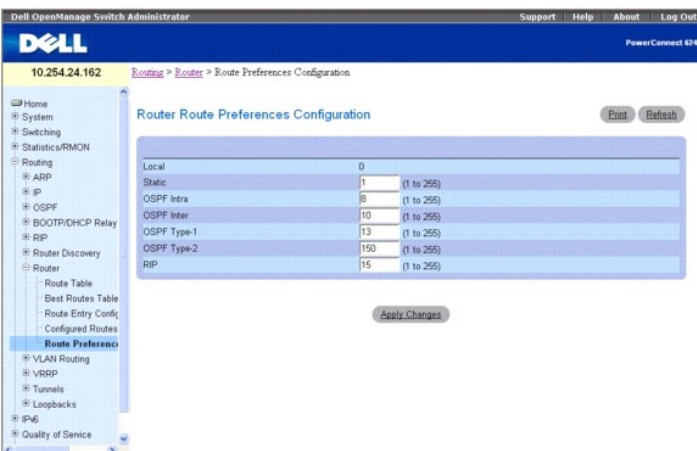 Dell OpenManage Switch Administrator
Support Help About Log Out
DELL
PowerConnect 624
10.254.24.162
Routing > Router > Route Preferences Configuration
Home
System
Switching
Statistics/RMON
Routing
ARP
IP
OSPF
BOOTP/DHCP Relay
RIP
Router Discovery
Router
Route Table
Best Routes Table
Route Entry Config
Configured Routes
Route Preference
VLAN Routing
VRRP
Tunnels
Loopbacks
IPv6
Quality of Service
Router Route Preferences Configuration
Print Refresh
Local 0
Static 1 (1 to 255)
OSPF Intra 8 (1 to 255)
OSPF Inter 10 (1 to 255)
OSPF Type-1 13 (1 to 255)
OSPF Type-2 150 (1 to 255)
RIP 15 (1 to 255)
Apply Changes